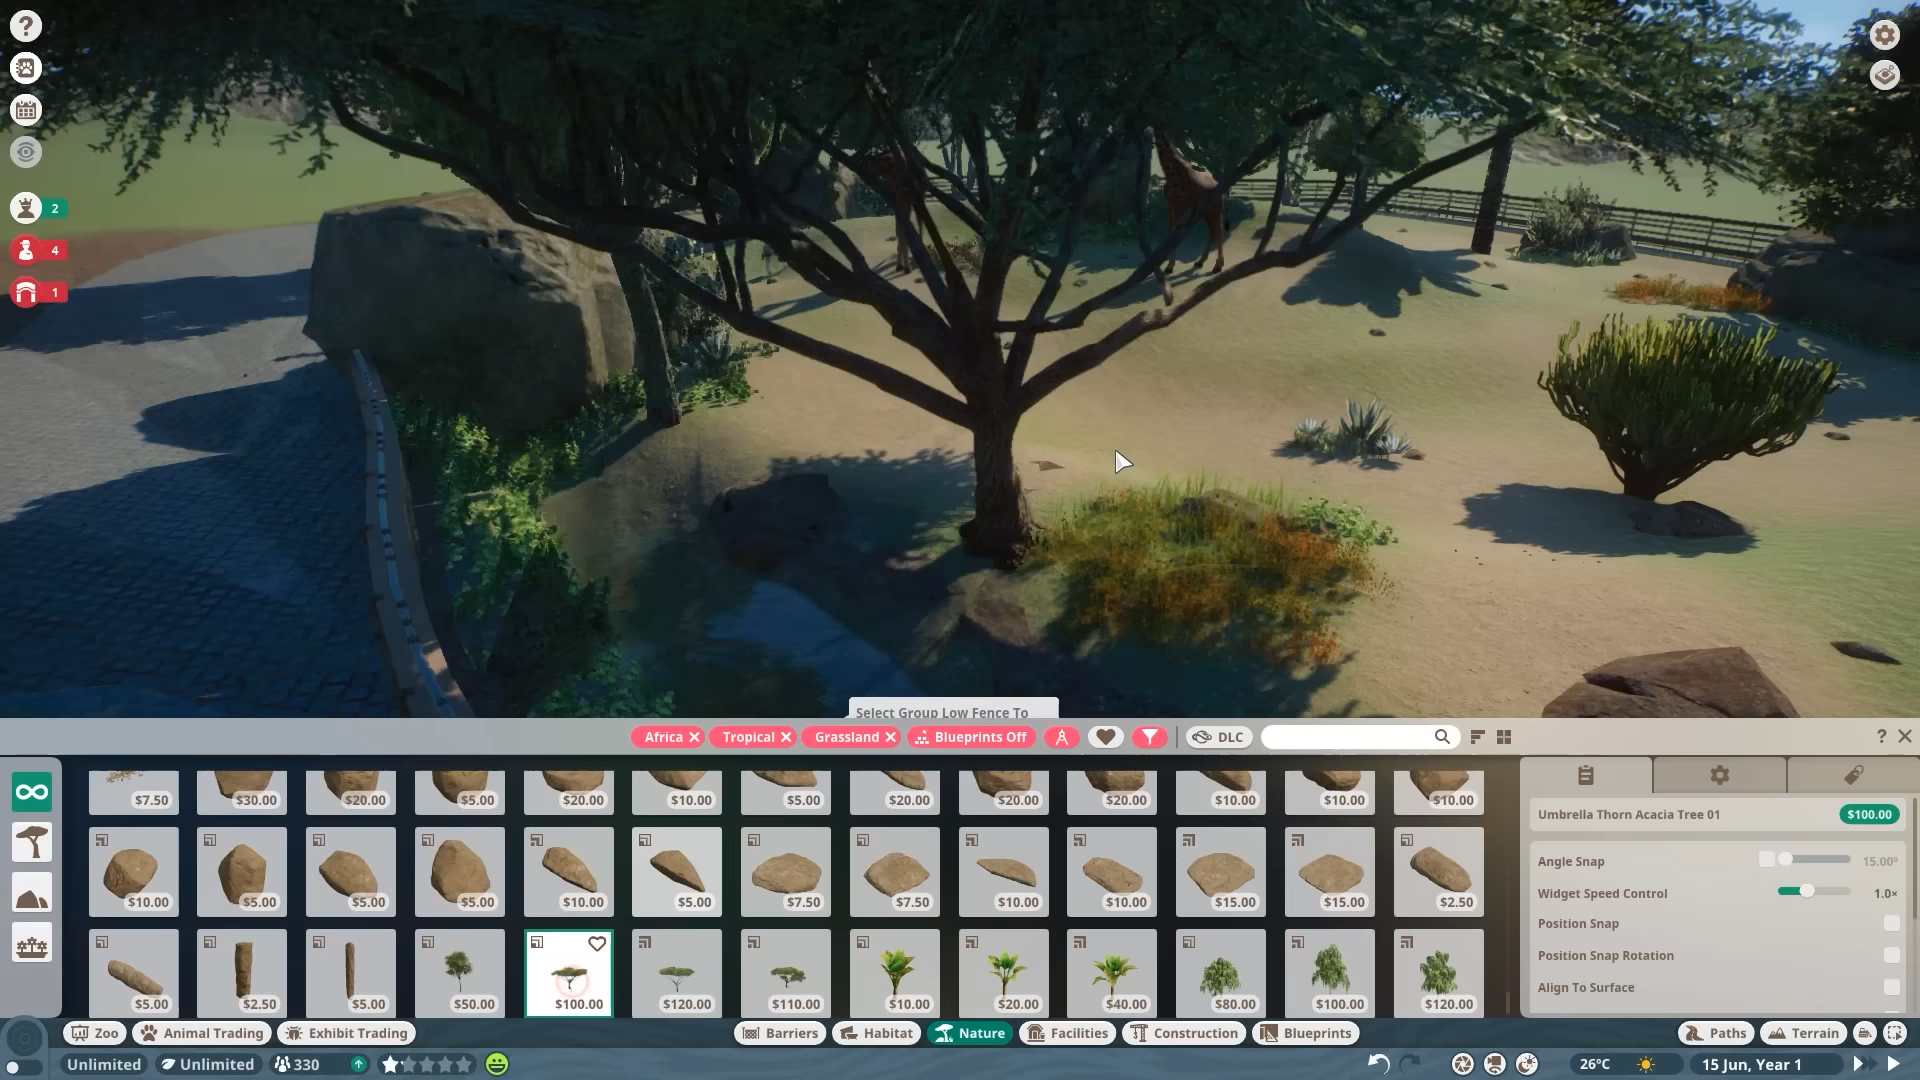 ?
2
4
1
Select Group Low Fence To
Africa ✕ Tropical ✕ Grassland ✕ Blueprints Off DLC ? ✕
$7.50 $30.00 $20.00 $5.00 $20.00 $10.00 $5.00 $20.00 $20.00 $20.00 $10.00 $10.00 $10.00
$10.00 $5.00 $5.00 $5.00 $10.00 $5.00 $7.50 $7.50 $10.00 $10.00 $15.00 $15.00 $2.50
$5.00 $2.50 $5.00 $50.00 $100.00 $120.00 $110.00 $10.00 $20.00 $40.00 $80.00 $100.00 $120.00
Umbrella Thorn Acacia Tree 01 $100.00
Angle Snap 15.00°
Widget Speed Control 1.0×
Position Snap
Position Snap Rotation
Align To Surface
Zoo Animal Trading Exhibit Trading Barriers Habitat Nature Facilities Construction Blueprints Paths Terrain
Unlimited Unlimited 330 26°C 15 Jun, Year 1